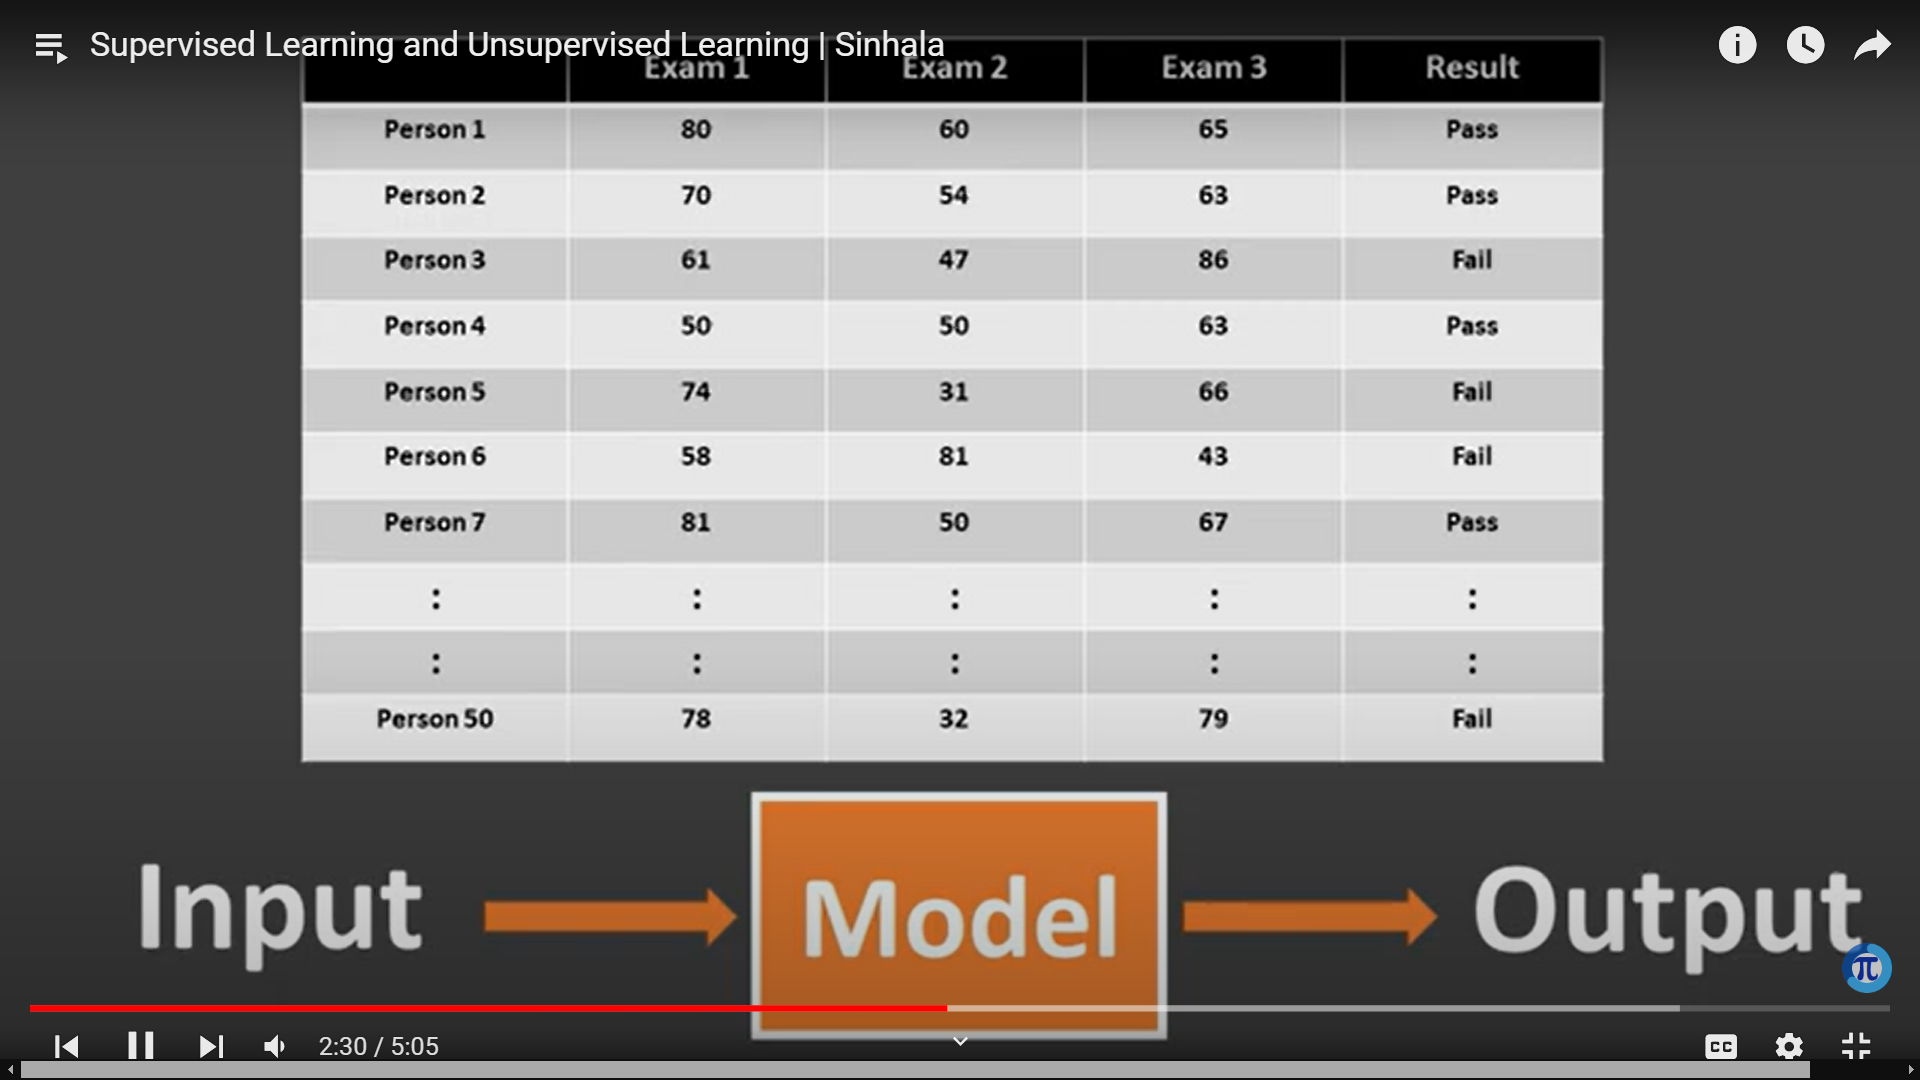 Supervised Learning and Unsupervised Learning | Sinhala
Exam 1 Exam 2 Exam 3 Result
Person 1 80 60 65 Pass
Person 2 70 54 63 Pass
Person 3 61 47 86 Fail
Person 4 50 50 63 Pass
Person 5 74 31 66 Fail
Person 6 58 81 43 Fail
Person 7 81 50 67 Pass
: : : : :
: : : : :
Person 50 78 32 79 Fail
Input Model Output
π
2:30 / 5:05 CC